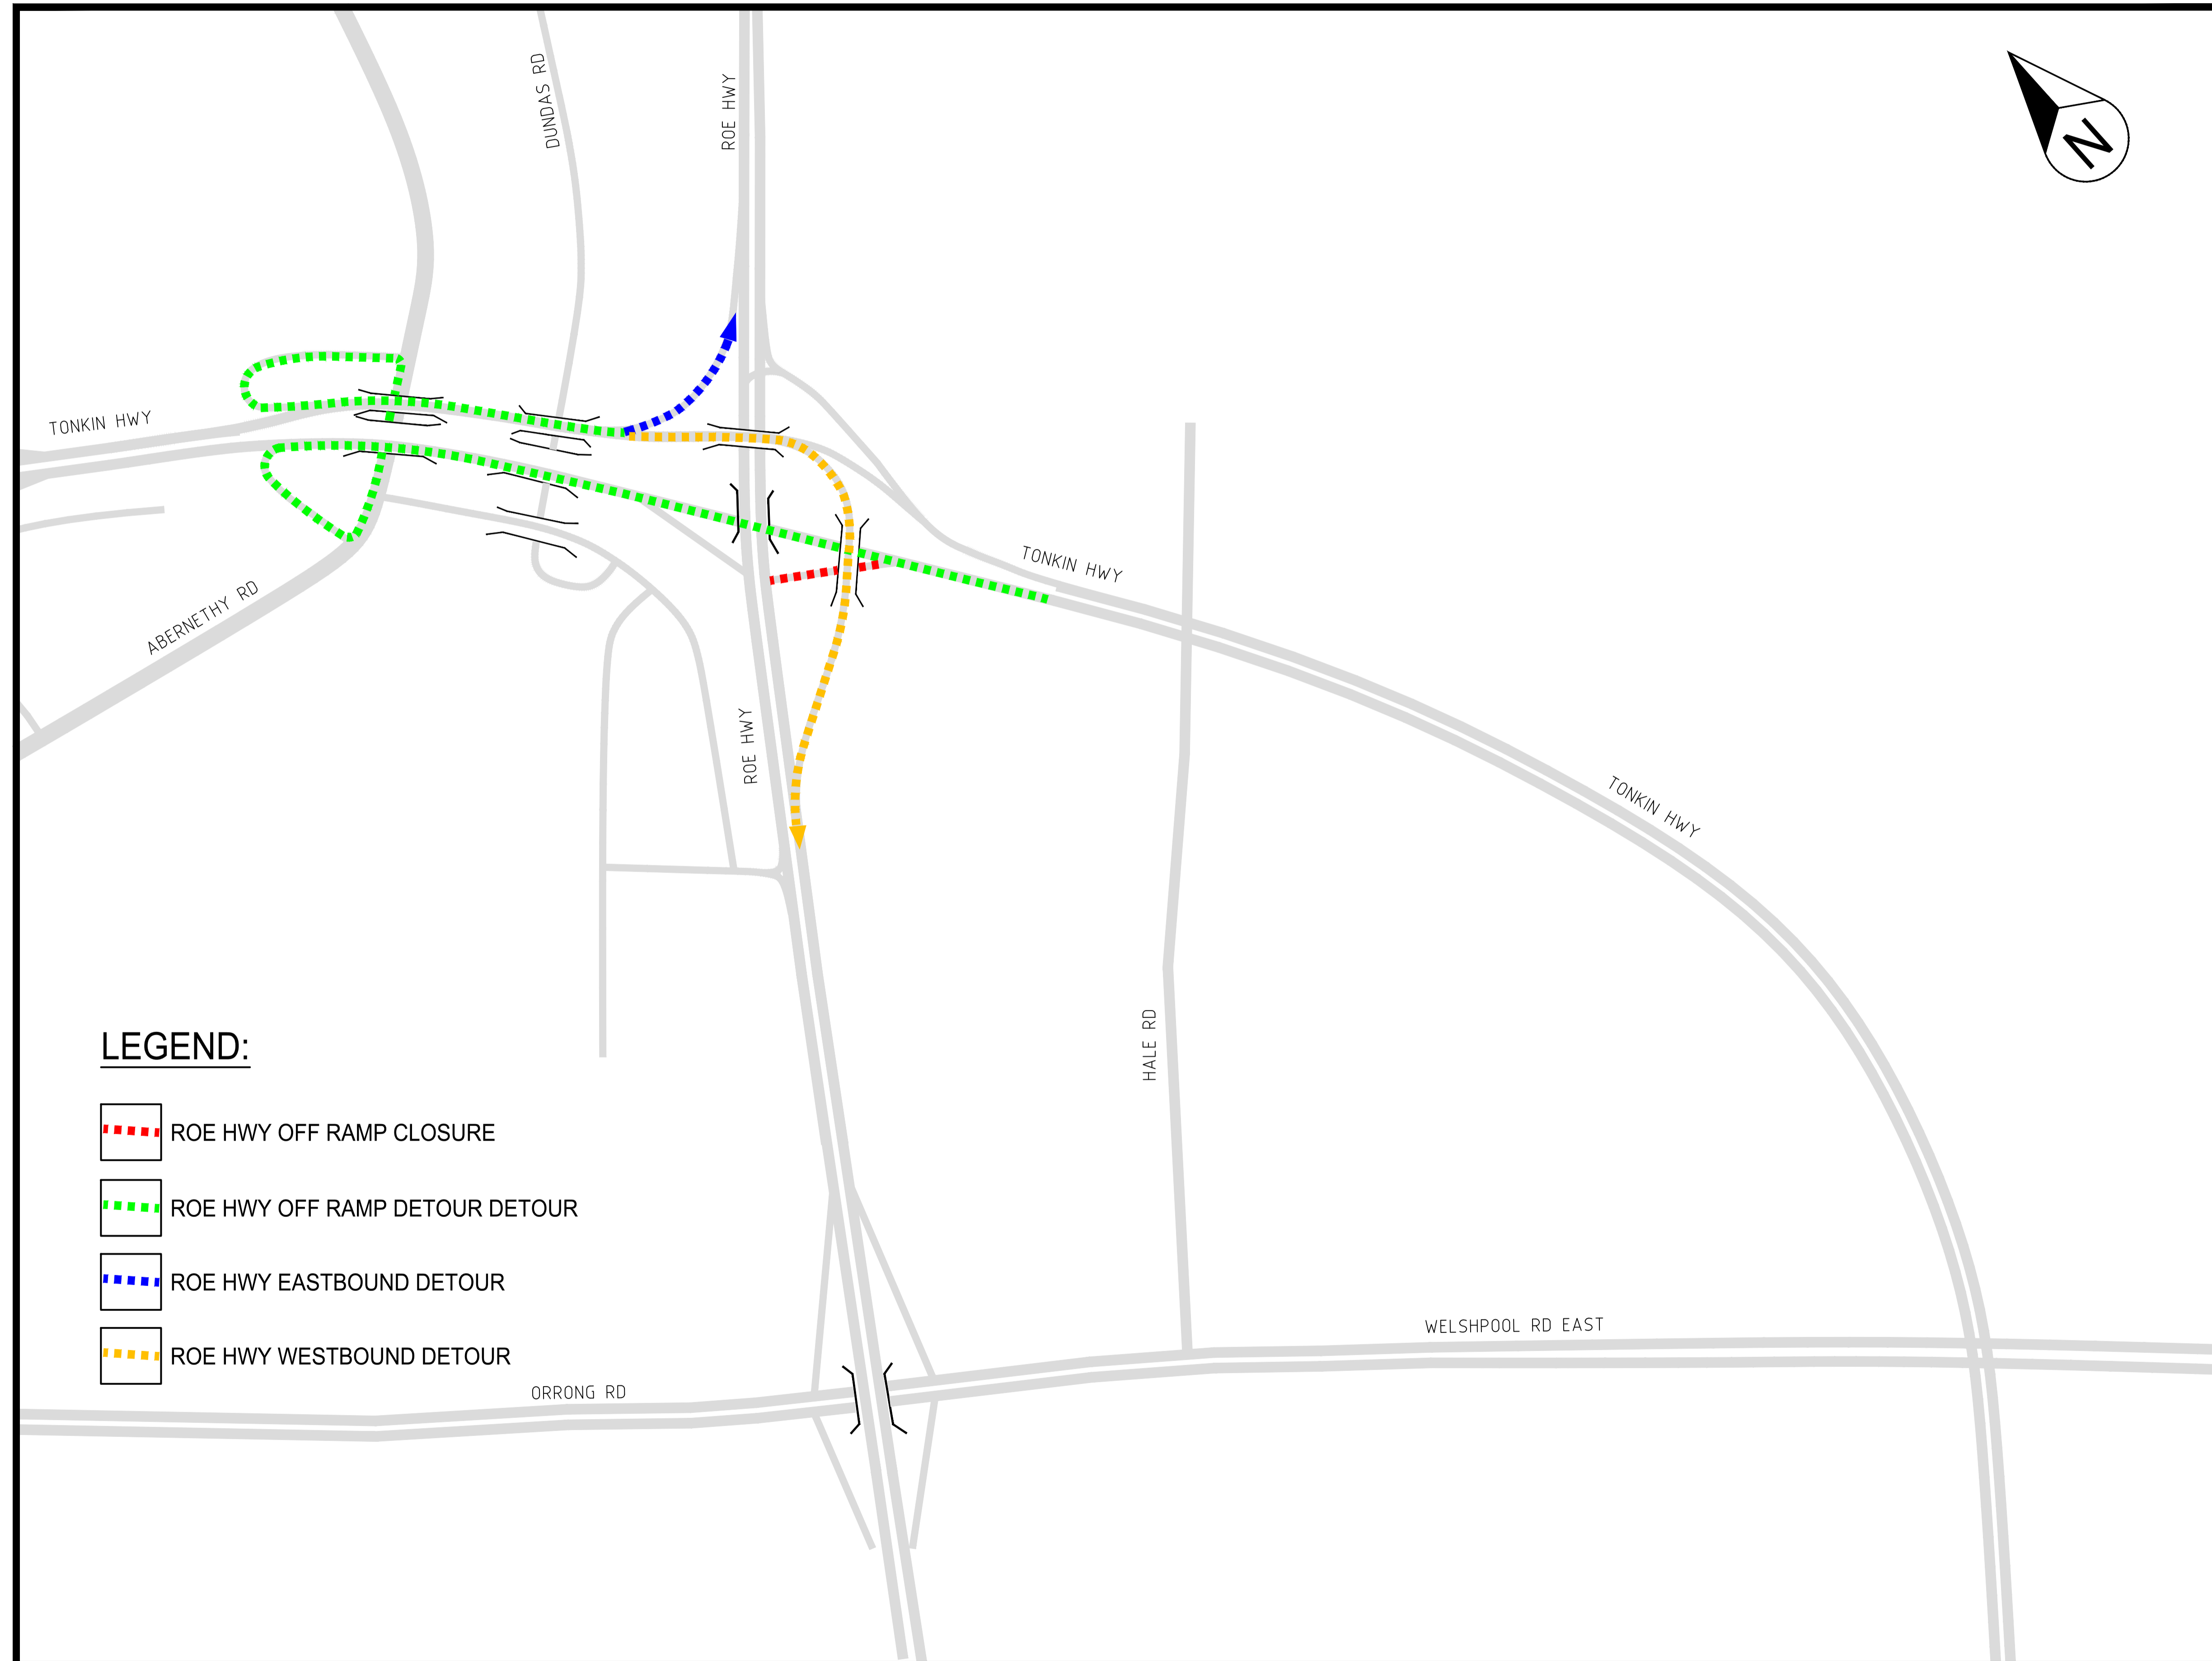 DUNDAS RD
ROE HWY
N
TONKIN HWY
TONKIN HWY
ABERNETHY RD
ROE HWY
TONKIN HWY
HALE RD
LEGEND:
ROE HWY OFF RAMP CLOSURE
ROE HWY OFF RAMP DETOUR DETOUR
ROE HWY EASTBOUND DETOUR
ROE HWY WESTBOUND DETOUR
WELSHPOOL RD EAST
ORRONG RD